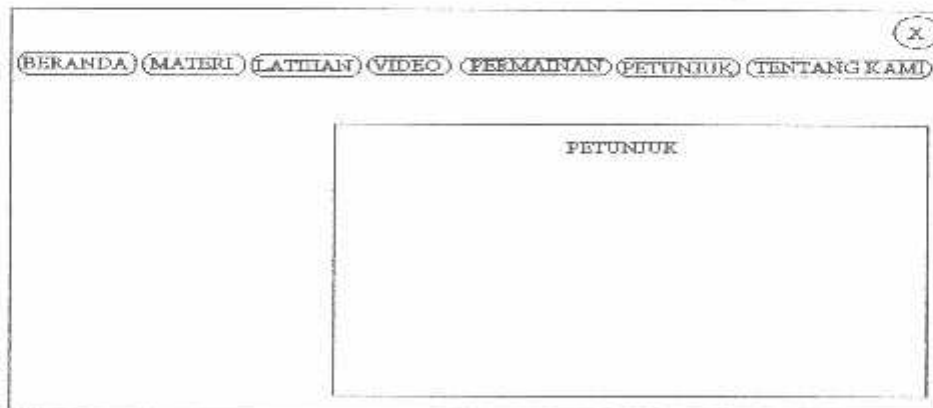 X
BERANDA MATERI LATIHAN VIDEO PERMAINAN PETUNJUK TENTANG KAMI
PETUNJUK